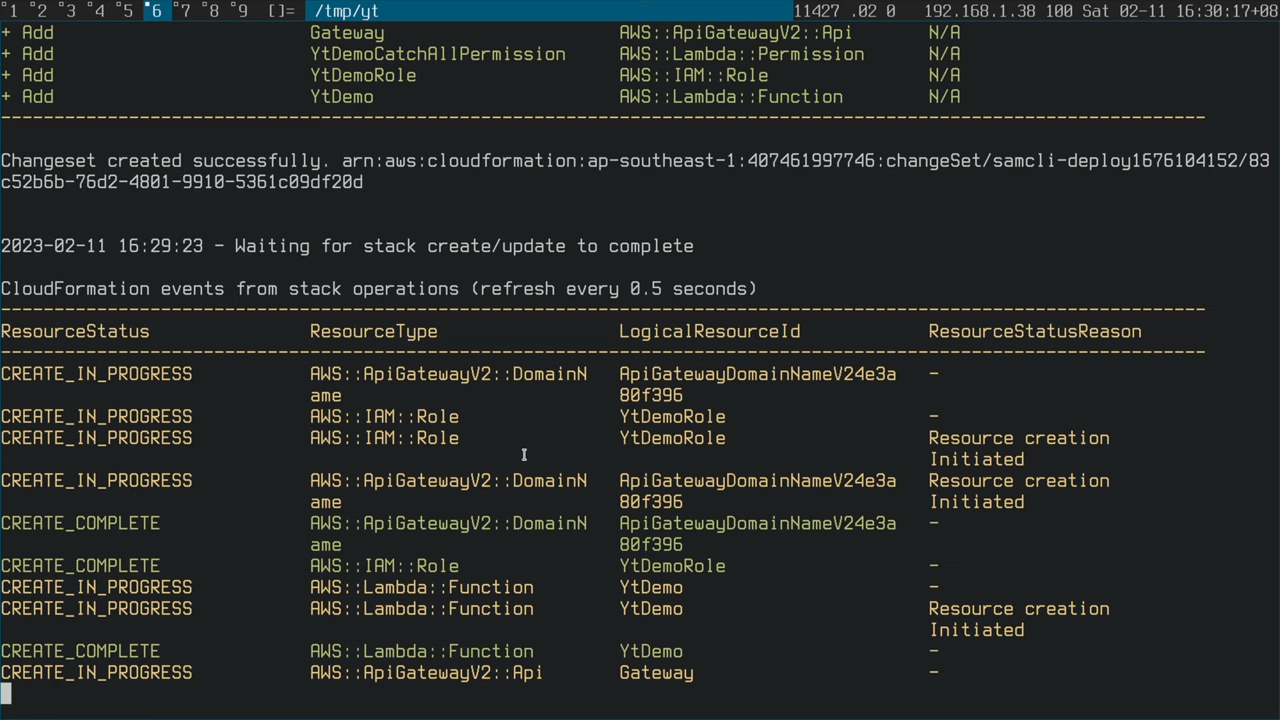 1 2 3 4 5 6 7 8 9 []= /tmp/yt 11427 .02 0 192.168.1.38 100 Sat 02-11 16:30:17+08
+ Add Gateway AWS::ApiGatewayV2::Api N/A
+ Add YtDemoCatchAllPermission AWS::Lambda::Permission N/A
+ Add YtDemoRole AWS::IAM::Role N/A
+ Add YtDemo AWS::Lambda::Function N/A
Changeset created successfully. arn:aws:cloudformation:ap-southeast-1:407461997746:changeSet/samcli-deploy1676104152/83
c52b6b-76d2-4801-9910-5361c09df20d
2023-02-11 16:29:23 - Waiting for stack create/update to complete
CloudFormation events from stack operations (refresh every 0.5 seconds)
ResourceStatus ResourceType LogicalResourceId ResourceStatusReason
CREATE_IN_PROGRESS AWS::ApiGatewayV2::DomainN ApiGatewayDomainNameV24e3a -
ame 80f396
CREATE_IN_PROGRESS AWS::IAM::Role YtDemoRole -
CREATE_IN_PROGRESS AWS::IAM::Role YtDemoRole Resource creation
Initiated
CREATE_IN_PROGRESS AWS::ApiGatewayV2::DomainN ApiGatewayDomainNameV24e3a Resource creation
ame 80f396 Initiated
CREATE_COMPLETE AWS::ApiGatewayV2::DomainN ApiGatewayDomainNameV24e3a -
ame 80f396
CREATE_COMPLETE AWS::IAM::Role YtDemoRole -
CREATE_IN_PROGRESS AWS::Lambda::Function YtDemo -
CREATE_IN_PROGRESS AWS::Lambda::Function YtDemo Resource creation
Initiated
CREATE_COMPLETE AWS::Lambda::Function YtDemo -
CREATE_IN_PROGRESS AWS::ApiGatewayV2::Api Gateway -